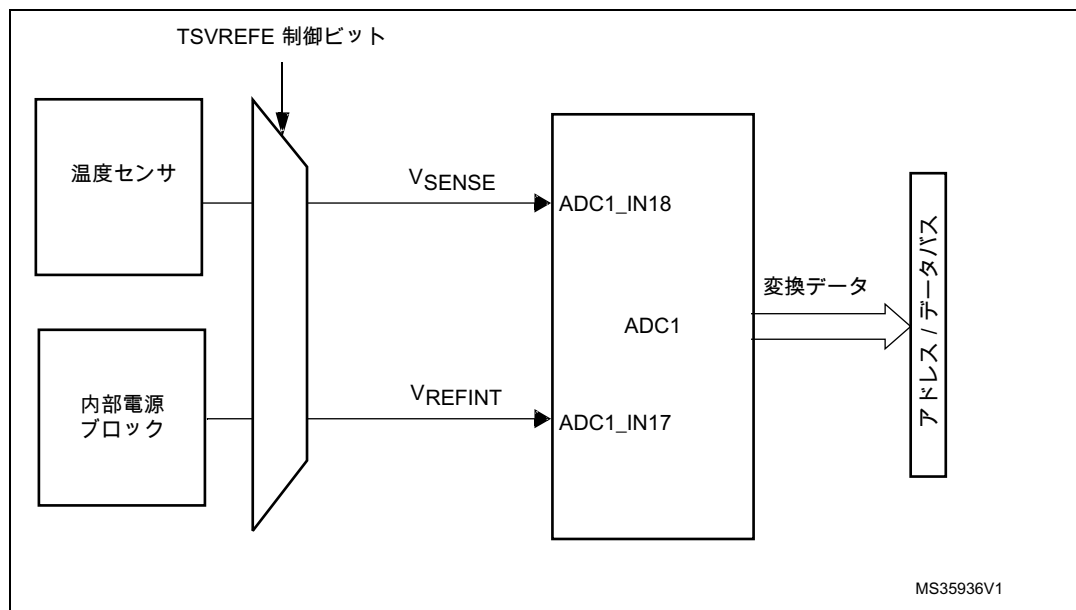 TSVREFE 制御ビット
温度センサ
VSENSE
ADC1_IN18
変換データ
ADC1
アドレス / データバス
内部電源
ブロック
VREFINT
ADC1_IN17
MS35936V1